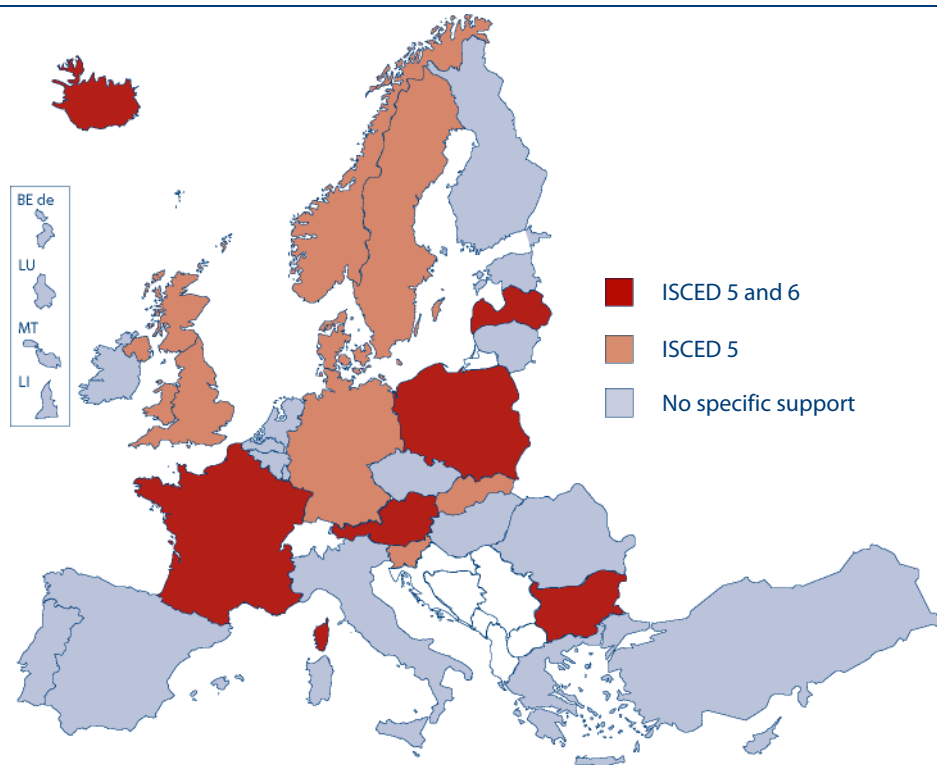 BE de
LU
MT
LI
ISCED 5 and 6
ISCED 5
No specific support